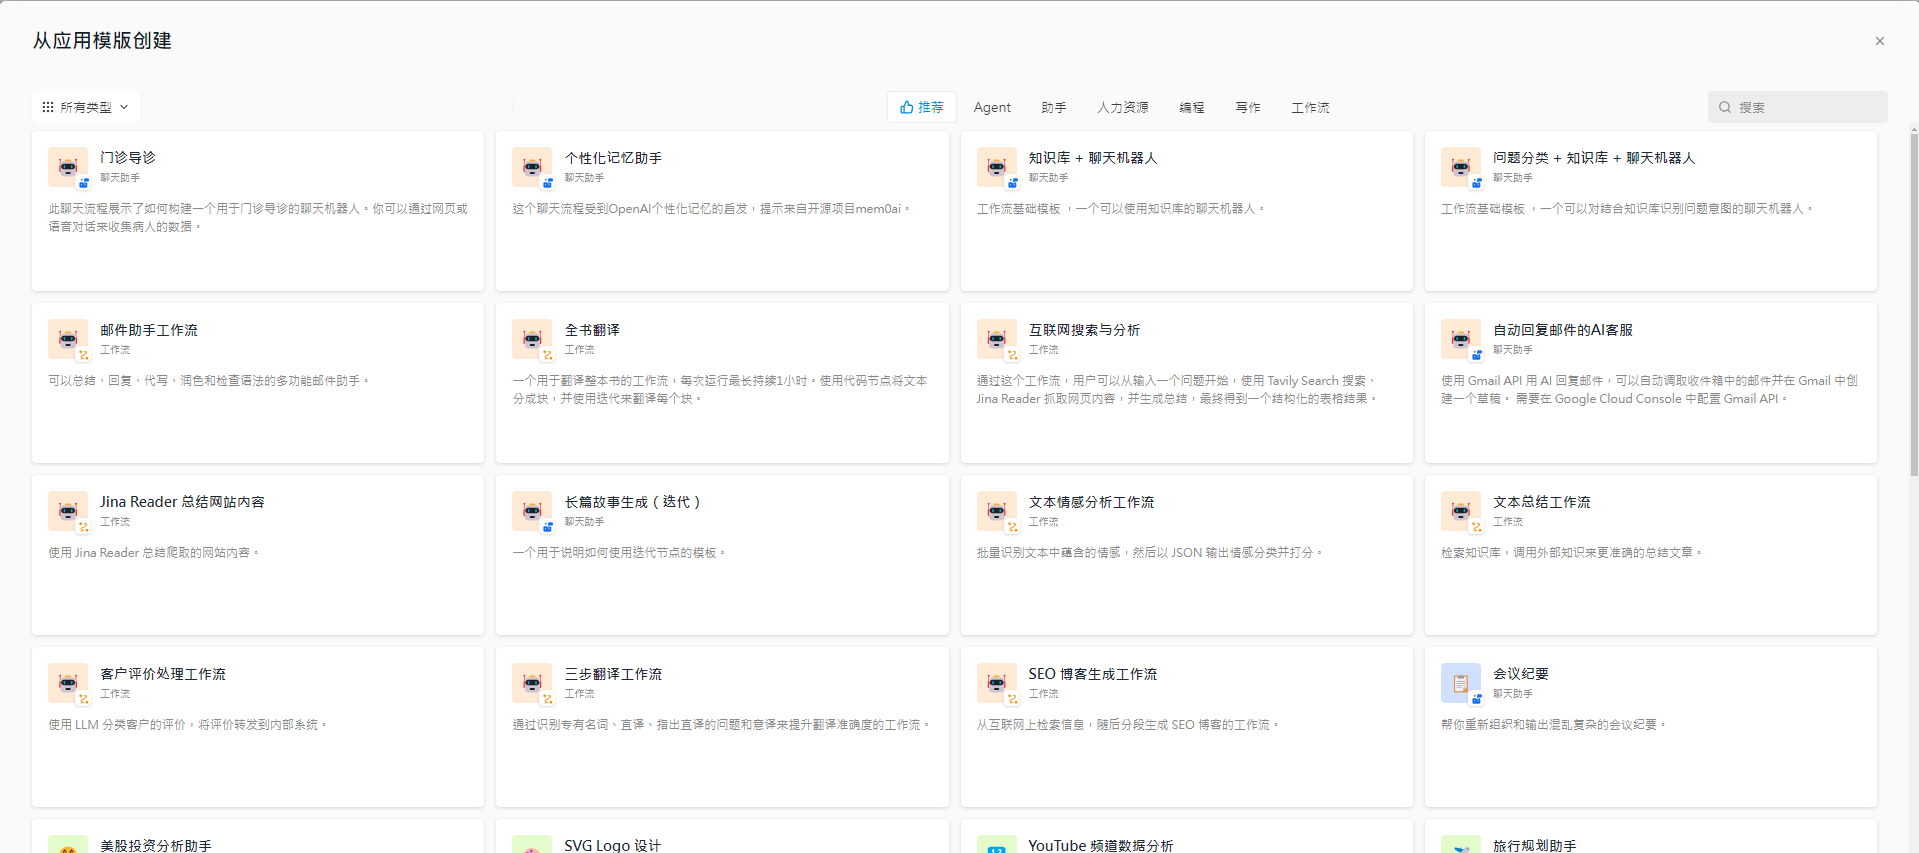 从应用模版创建
所有类型
推荐
Agent
助手
人力资源
编程
写作
工作流
搜索
门诊导诊
聊天助手
此聊天流程展示了如何构建一个用于门诊导诊的聊天机器人。你可以通过网页或
语音对话来收集病人的数据。
个性化记忆助手
聊天助手
这个聊天流程受到OpenAI个性化记忆的启发，提示来自开源项目mem0ai。
知识库 + 聊天机器人
聊天助手
工作流基础模板 ，一个可以使用知识库的聊天机器人。
问题分类 + 知识库 + 聊天机器人
聊天助手
工作流基础模板 ，一个可以对结合知识库识别问题意图的聊天机器人。
邮件助手工作流
工作流
可以总结、回复、代写、润色和检查语法的多功能邮件助手。
全书翻译
工作流
一个用于翻译整本书的工作流，每次运行最长持续1小时。使用代码节点将文本
分成块，并使用迭代来翻译每个块。
互联网搜索与分析
工作流
通过这个工作流，用户可以从输入一个问题开始，使用 Tavily Search 搜索、
Jina Reader 抓取网页内容，并生成总结，最终得到一个结构化的表格结果。
自动回复邮件的AI客服
聊天助手
使用 Gmail API 用 AI 回复邮件，可以自动调取收件箱中的邮件并在 Gmail 中创
建一个草稿。 需要在 Google Cloud Console 中配置 Gmail API。
Jina Reader 总结网站内容
工作流
使用 Jina Reader 总结爬取的网站内容。
长篇故事生成（迭代）
聊天助手
一个用于说明如何使用迭代节点的模板。
文本情感分析工作流
工作流
批量识别文本中蕴含的情感，然后以 JSON 输出情感分类并打分。
文本总结工作流
工作流
检索知识库，调用外部知识来更准确的总结文章。
客户评价处理工作流
工作流
使用 LLM 分类客户的评价，将评价转发到内部系统。
三步翻译工作流
工作流
通过识别专有名词、直译、指出直译的问题和意译来提升翻译准确度的工作流。
SEO 博客生成工作流
工作流
从互联网上检索信息，随后分段生成 SEO 博客的工作流。
会议纪要
聊天助手
帮你重新组织和输出混乱复杂的会议纪要。
美股投资分析助手
SVG Logo 设计
YouTube 频道数据分析
旅行规划助手